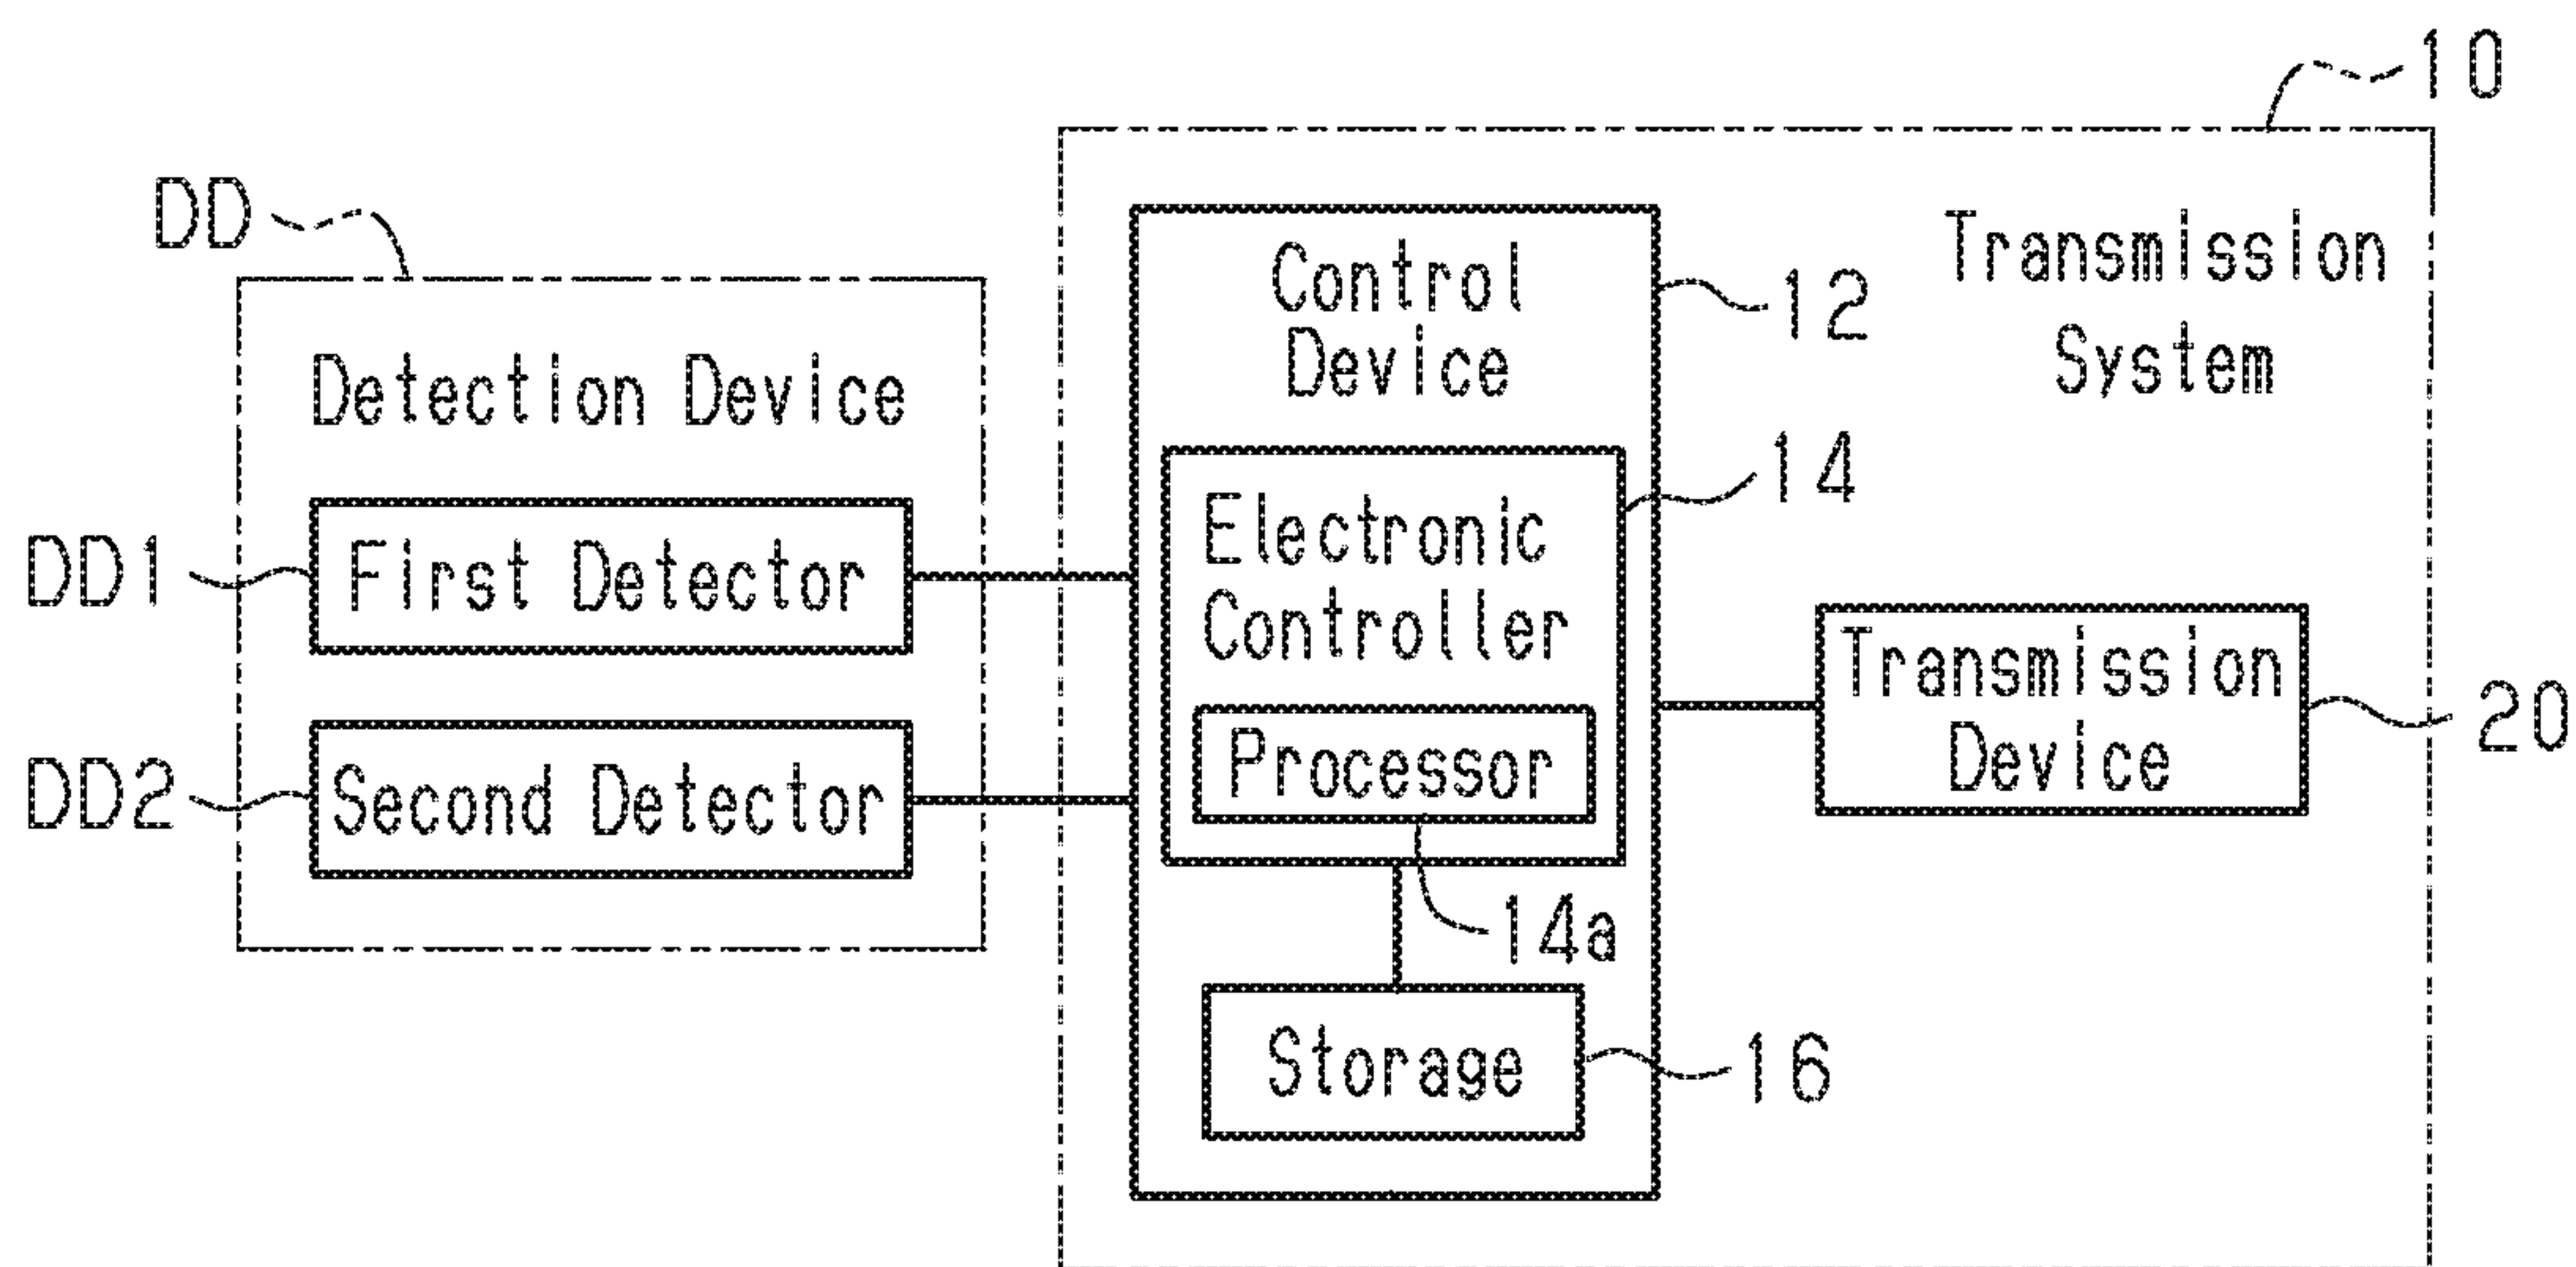 10
DD
Transmission
System
Control
Device
12
Detection Device
14
Electronic
Controller
DD1
First Detector
Transmission
Device
20
Processor
DD2
Second Detector
14a
Storage
16